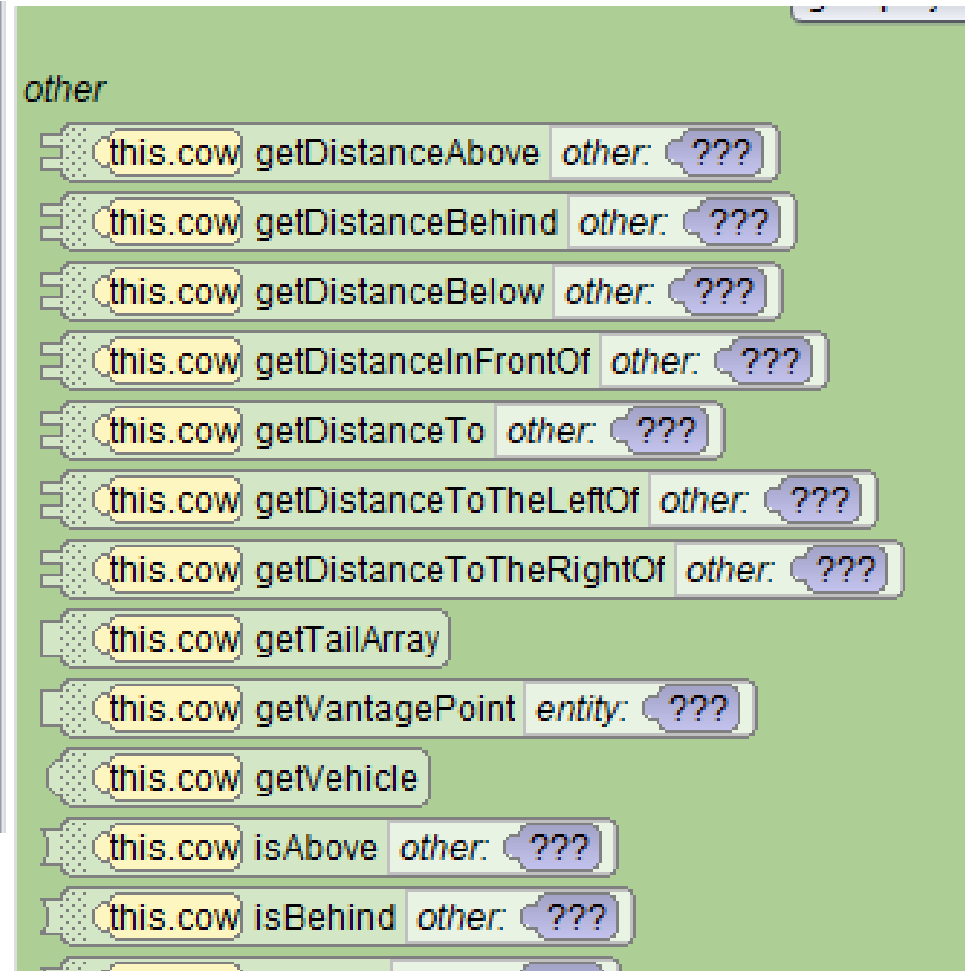 other
this.cow getDistanceAbove other: ???
this.cow getDistanceBehind other: ???
this.cow getDistanceBelow other: ???
this.cow getDistanceInFrontOf other: ???
this.cow getDistanceTo other: ???
this.cow getDistanceToTheLeftOf other: ???
this.cow getDistanceToTheRightOf other: ???
this.cow getTailArray
this.cow getVantagePoint entity: ???
this.cow getVehicle
this.cow isAbove other: ???
this.cow isBehind other: ???